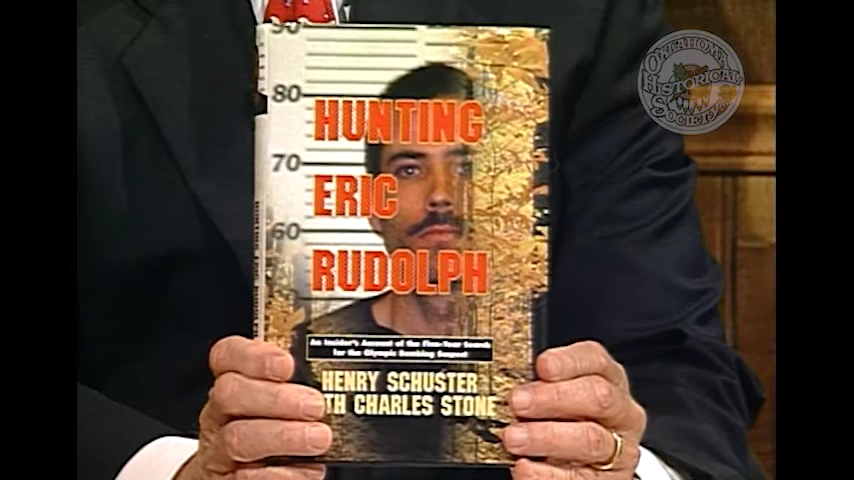 90
80
70
60
HUNTING
ERIC
RUDOLPH
An Insider's Account of the Five-Year Search
for the Olympic Bombing Suspect
HENRY SCHUSTER
TH CHARLES STONE
OKLAHOMA
HISTORICAL
SOCIETY